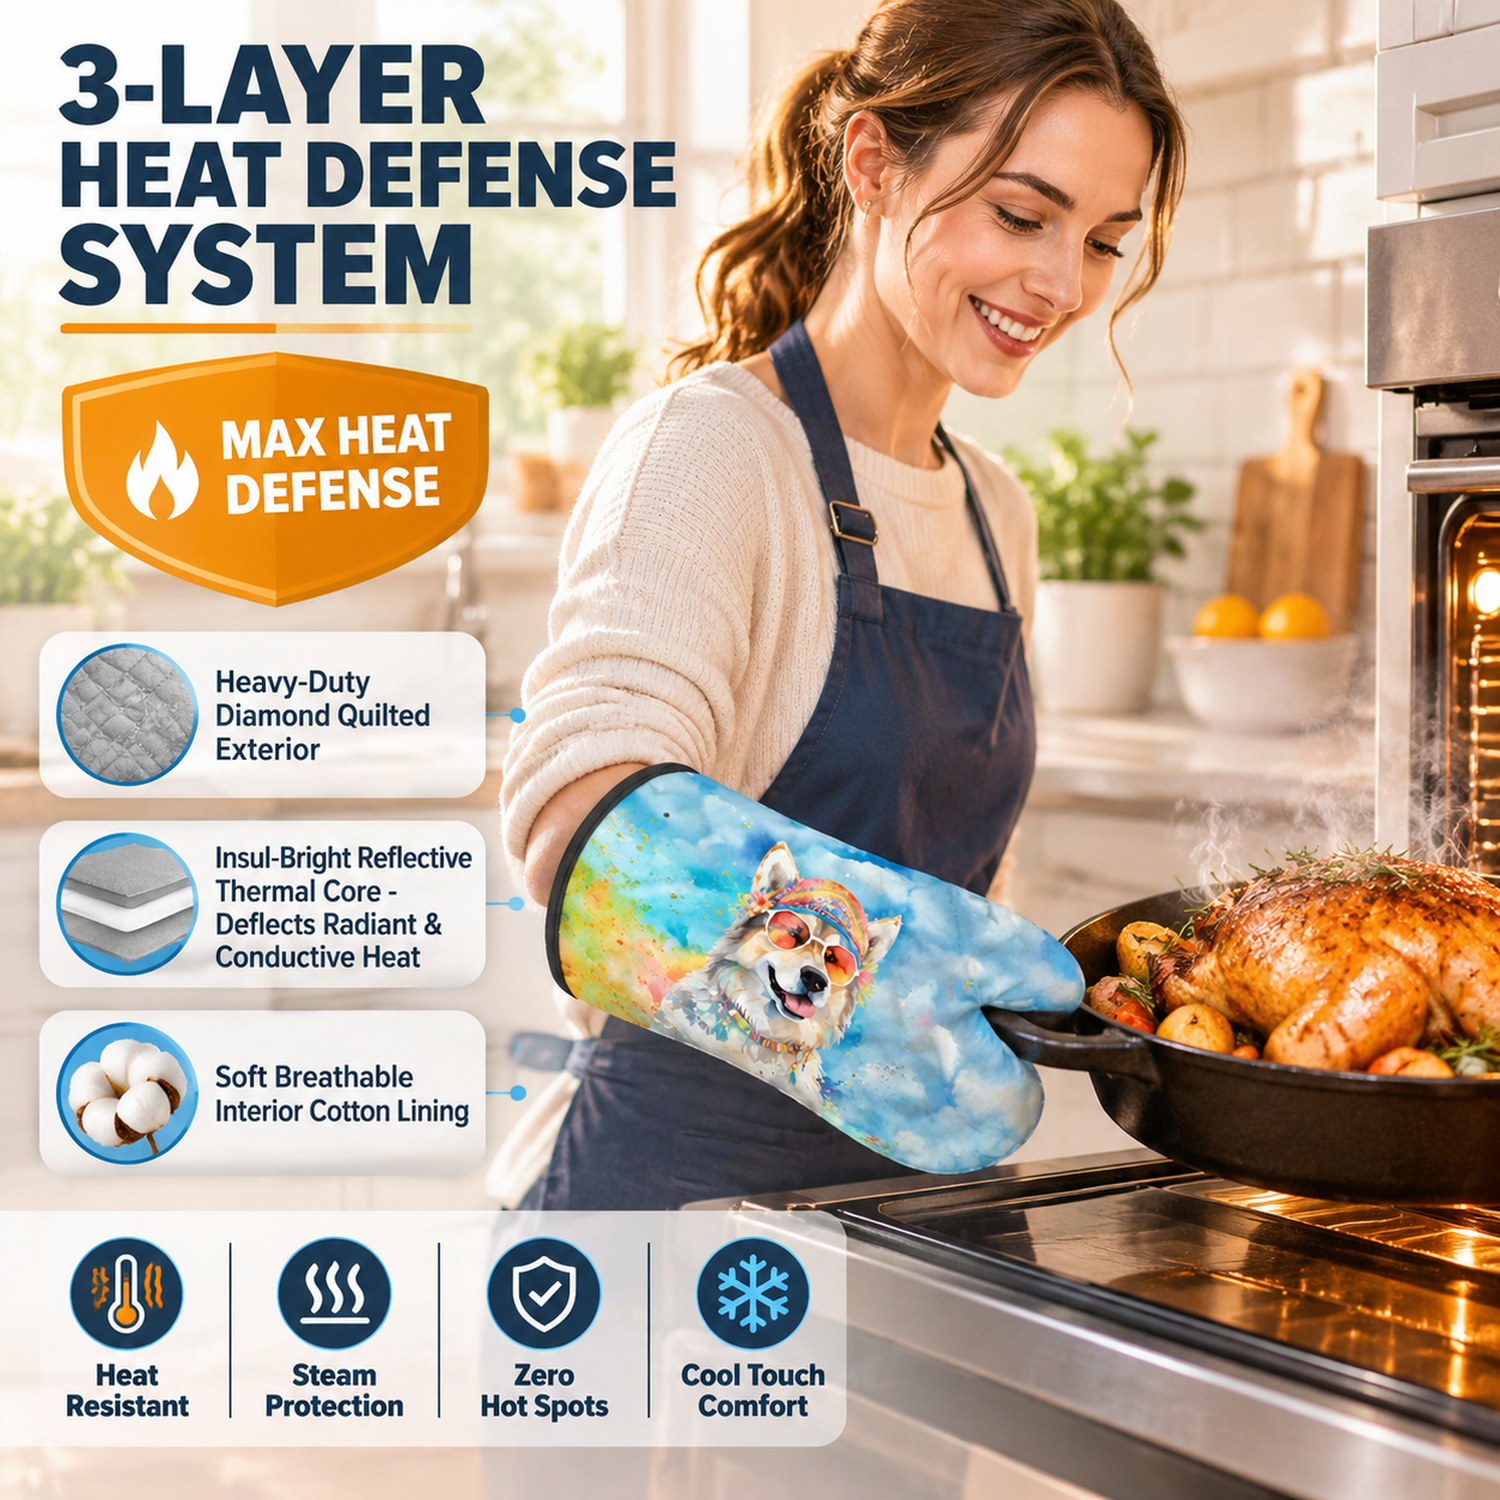 3-LAYER
HEAT DEFENSE
SYSTEM
MAX HEAT
DEFENSE
Heavy-Duty
Diamond Quilted
Exterior
Insul-Bright Reflective
Thermal Core -
Deflects Radiant &
Conductive Heat
Soft Breathable
Interior Cotton Lining
Heat
Resistant
Steam
Protection
Zero
Hot Spots
Cool Touch
Comfort